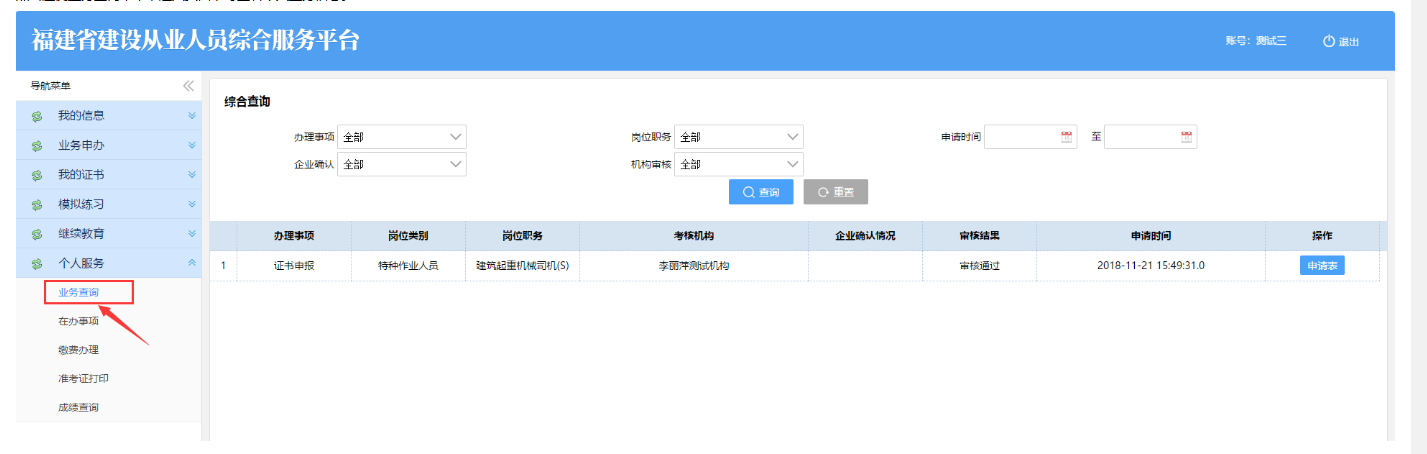 福建省建设从业人员综合服务平台
账号：测试三 退出
导航菜单
我的信息
业务申办
我的证书
模拟练习
继续教育
个人服务
业务查询
在办事项
缴费办理
准考证打印
成绩查询
综合查询
办理事项 全部 岗位职务 全部 申请时间 至
企业确认 全部 机构审核 全部
查询 重置
办理事项 岗位类别 岗位职务 考核机构 企业确认情况 审核结果 申请时间 操作
1 证书申报 特种作业人员 建筑起重机械司机(S) 李丽萍测试机构 审核通过 2018-11-21 15:49:31.0 申请表